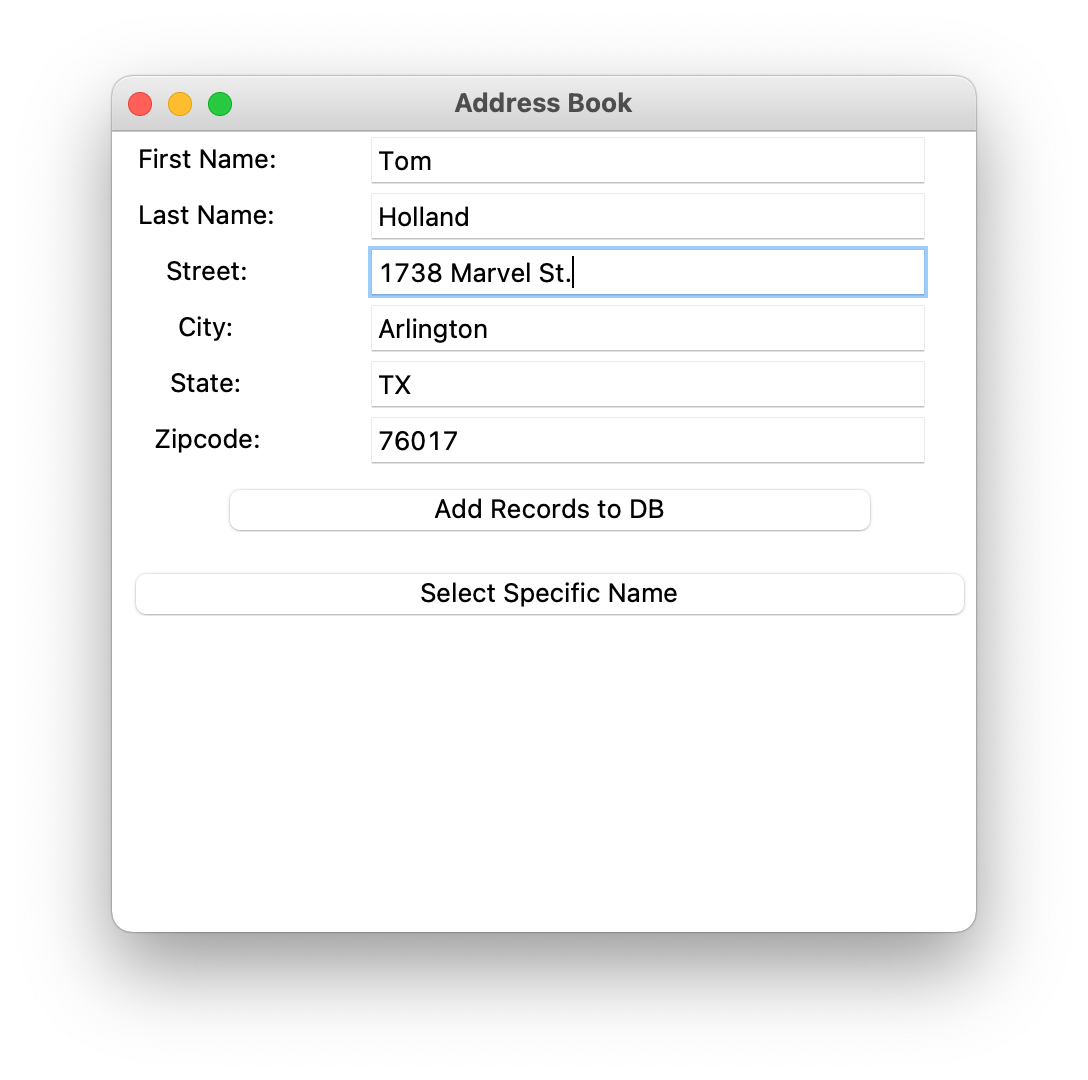 Address Book
First Name: Tom
Last Name: Holland
Street: 1738 Marvel St.
City: Arlington
State: TX
Zipcode: 76017
Add Records to DB
Select Specific Name